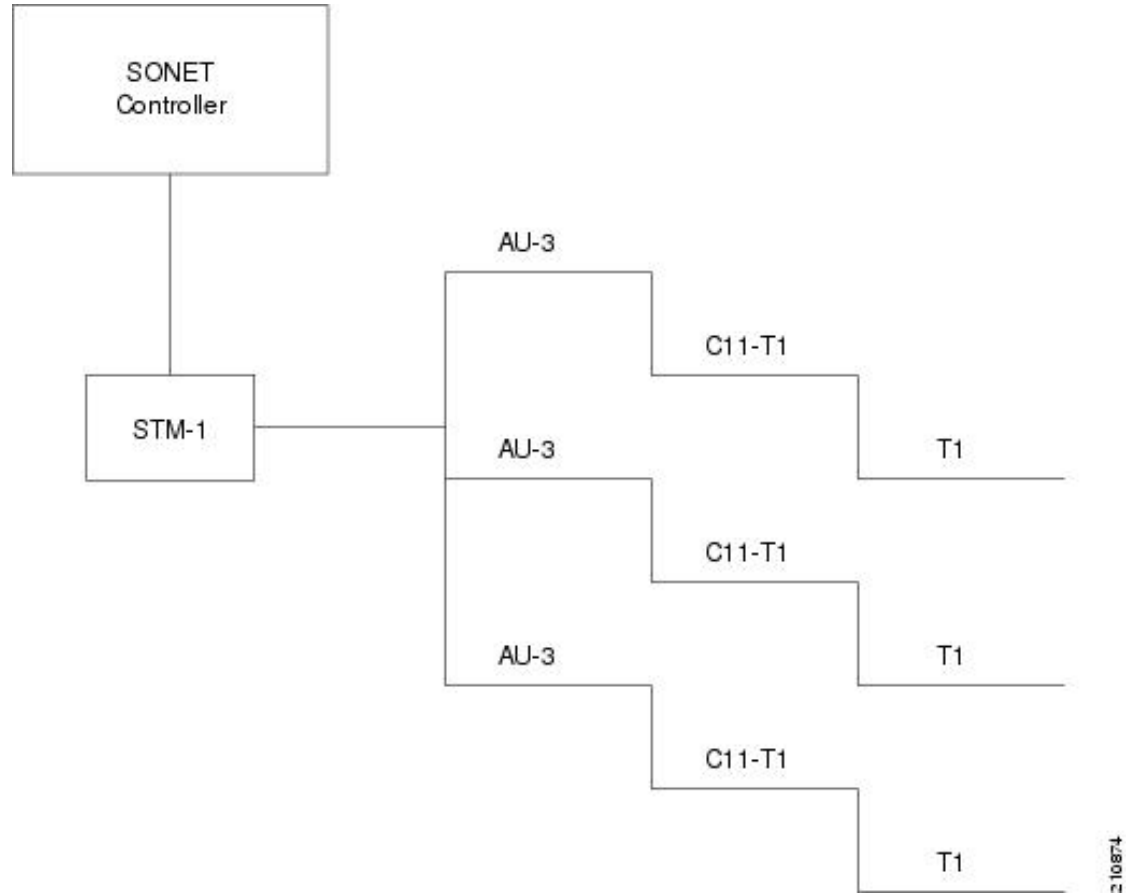 SONET
Controller
AU-3
C11-T1
STM-1
AU-3
T1
C11-T1
AU-3
T1
C11-T1
T1
210874